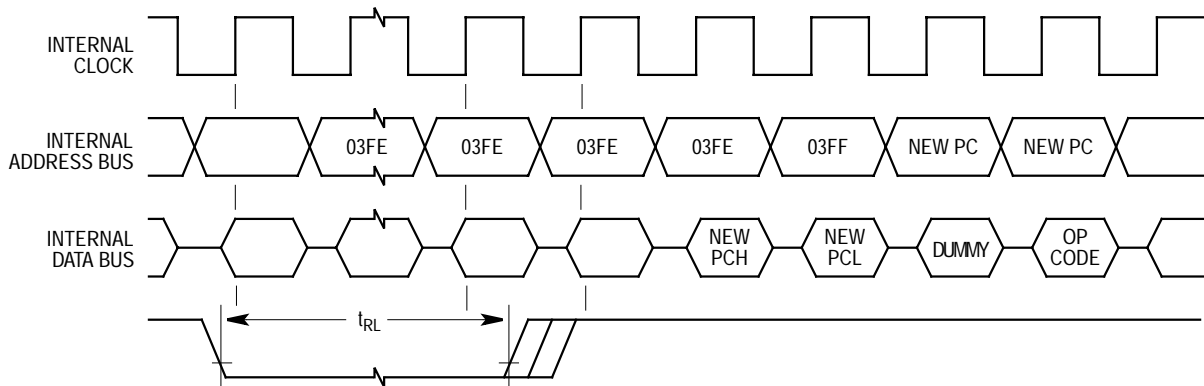 INTERNAL
CLOCK
INTERNAL
ADDRESS BUS
03FE
03FE
03FE
03FE
03FF
NEW PC
NEW PC
INTERNAL
DATA BUS
NEW
PCH
NEW
PCL
DUMMY
OP
CODE
tRL